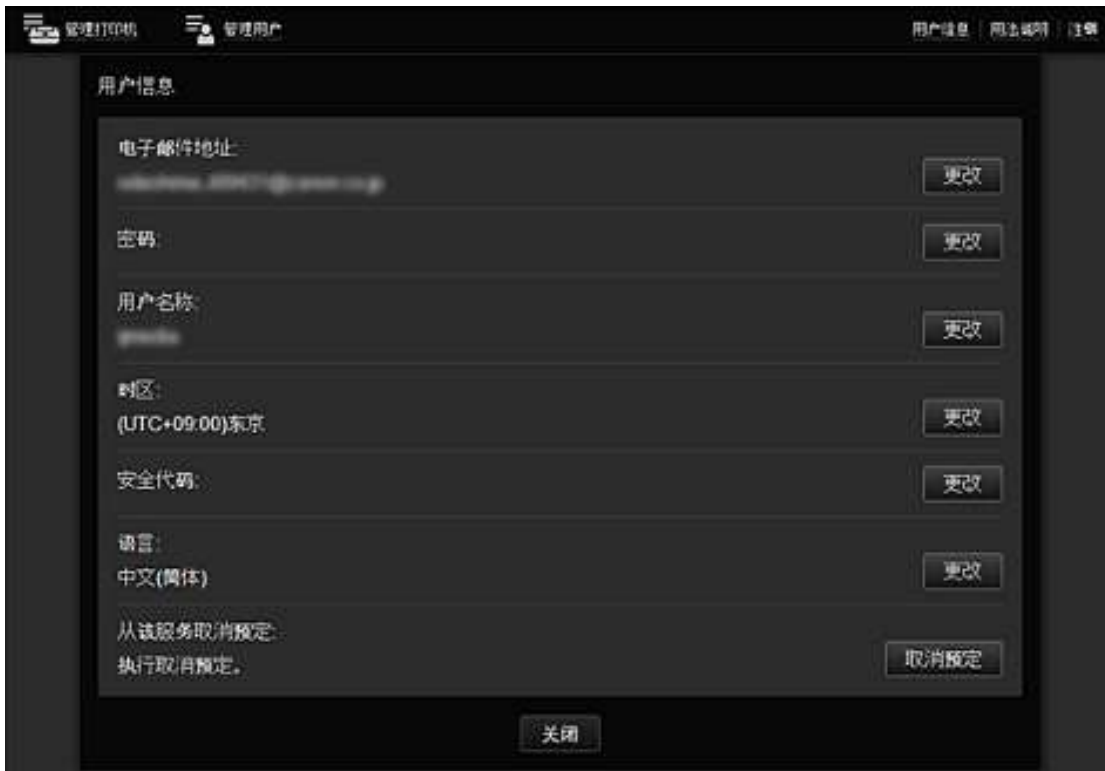 管理打印机 管理用户 用户信息 用法说明 注销
用户信息
电子邮件地址:
更改
密码:
更改
用户名称:
更改
时区:
(UTC+09:00)东京
更改
安全代码:
更改
语言:
中文(简体)
更改
从该服务取消预定:
执行取消预定。
取消预定
关闭